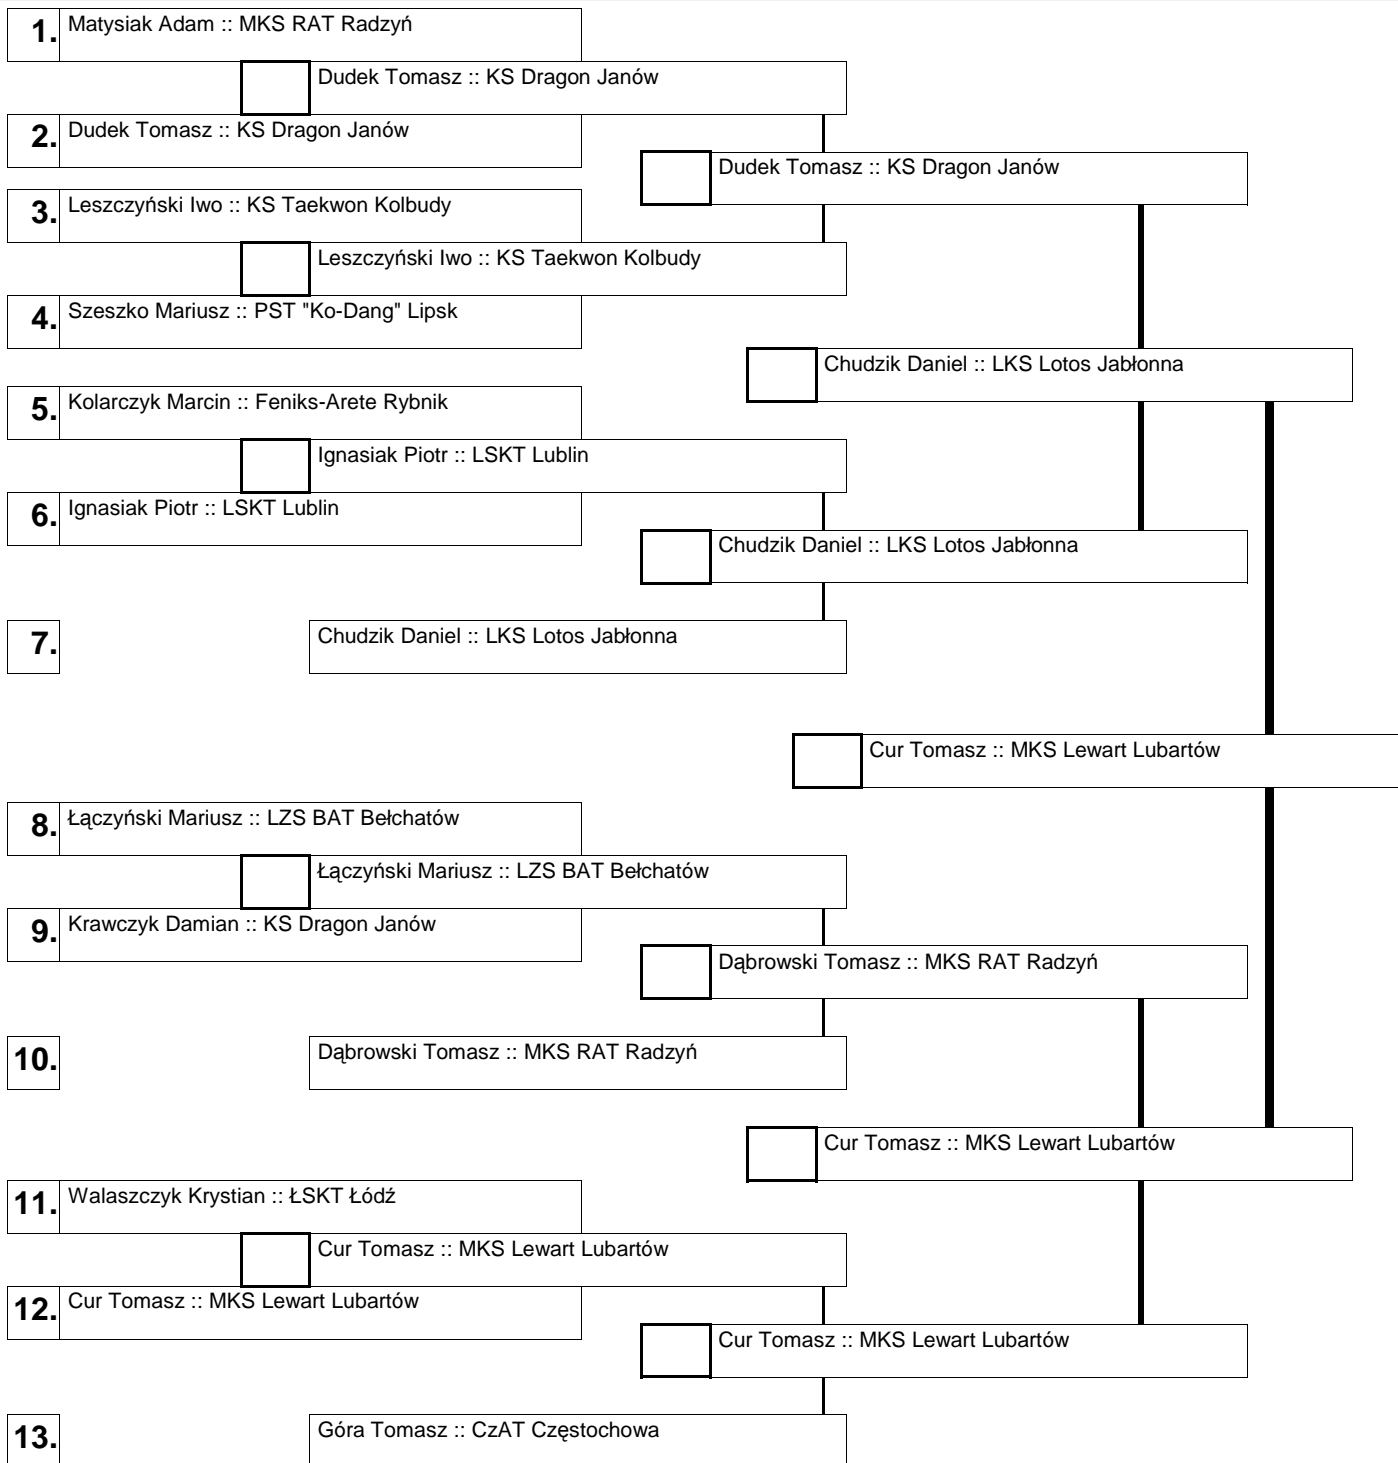 1. Matysiak Adam :: MKS RAT Radzyń
Dudek Tomasz :: KS Dragon Janów
2. Dudek Tomasz :: KS Dragon Janów
Dudek Tomasz :: KS Dragon Janów
3. Leszczyński Iwo :: KS Taekwon Kolbudy
Leszczyński Iwo :: KS Taekwon Kolbudy
4. Szeszko Mariusz :: PST "Ko-Dang" Lipsk
Chudzik Daniel :: LKS Lotos Jabłonna
5. Kolarczyk Marcin :: Feniks-Arete Rybnik
Ignasiak Piotr :: LSKT Lublin
6. Ignasiak Piotr :: LSKT Lublin
Chudzik Daniel :: LKS Lotos Jabłonna
7. Chudzik Daniel :: LKS Lotos Jabłonna
Cur Tomasz :: MKS Lewart Lubartów
8. Łączyński Mariusz :: LZS BAT Bełchatów
Łączyński Mariusz :: LZS BAT Bełchatów
9. Krawczyk Damian :: KS Dragon Janów
Dąbrowski Tomasz :: MKS RAT Radzyń
10. Dąbrowski Tomasz :: MKS RAT Radzyń
Cur Tomasz :: MKS Lewart Lubartów
11. Walaszczyk Krystian :: ŁSKT Łódź
Cur Tomasz :: MKS Lewart Lubartów
12. Cur Tomasz :: MKS Lewart Lubartów
Cur Tomasz :: MKS Lewart Lubartów
13. Góra Tomasz :: CzAT Częstochowa